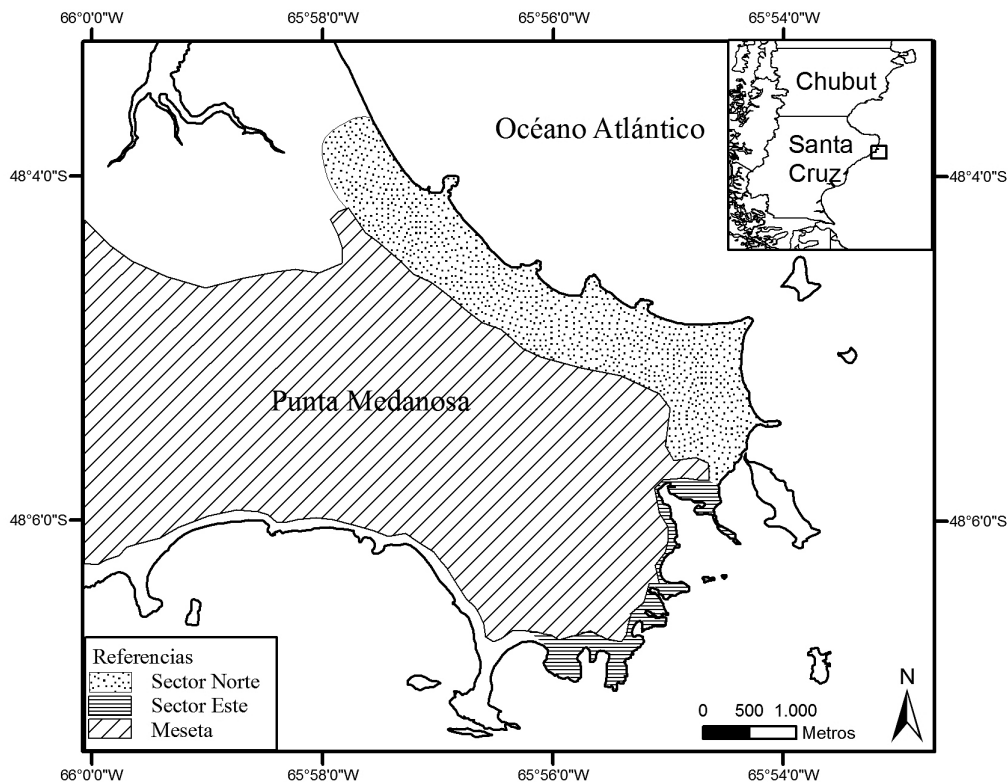 66°0'0"W 65°58'0"W 65°56'0"W 65°54'0"W
Chubut
Océano Atlántico
Santa
Cruz
48°4'0"S 48°4'0"S
Punta Medanosa
48°6'0"S 48°6'0"S
Referencias
Sector Norte
Sector Este
Meseta
N
0 500 1.000
Metros
66°0'0"W 65°58'0"W 65°56'0"W 65°54'0"W